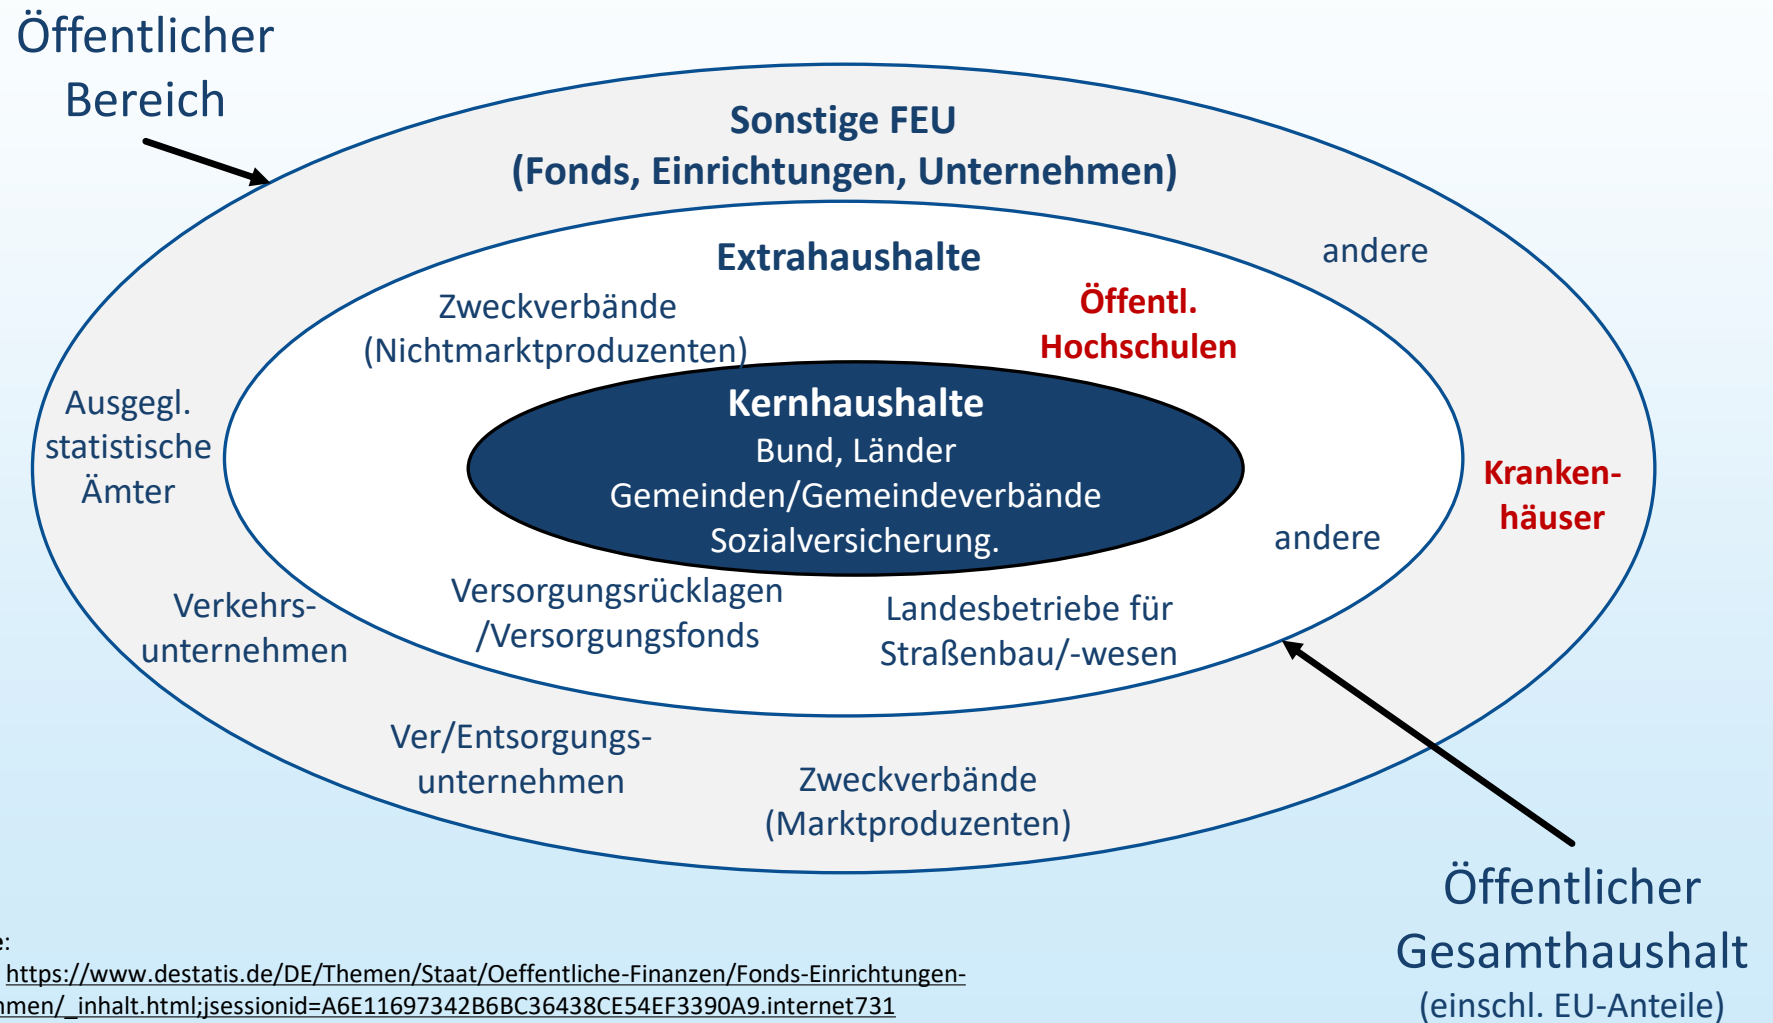 Öffentlicher
Bereich
Sonstige FEU
(Fonds, Einrichtungen, Unternehmen)
andere
Extrahaushalte
Zweckverbände
(Nichtmarktproduzenten)
Öffentl.
Hochschulen
Kernhaushalte
Bund, Länder
Gemeinden/Gemeindeverbände
Sozialversicherung.
Ausgegl.
statistische
Ämter
Kranken-
häuser
andere
Verkehrs-
unternehmen
Versorgungsrücklagen
/Versorgungsfonds
Landesbetriebe für
Straßenbau/-wesen
Ver/Entsorgungs-
unternehmen
Zweckverbände
(Marktproduzenten)
Öffentlicher
Gesamthaushalt
(einschl. EU-Anteile)
e:
https://www.destatis.de/DE/Themen/Staat/Oeffentliche-Finanzen/Fonds-Einrichtungen-
hmen/_inhalt.html;jsessionid=A6E11697342B6BC36438CE54EF3390A9.internet731